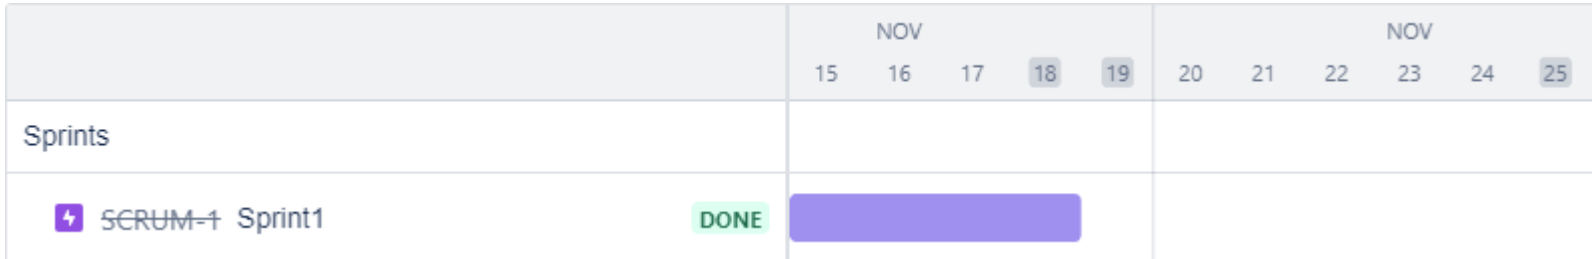 NOV NOV
15 16 17 18 19 20 21 22 23 24 25
Sprints
SCRUM-1 Sprint1 DONE